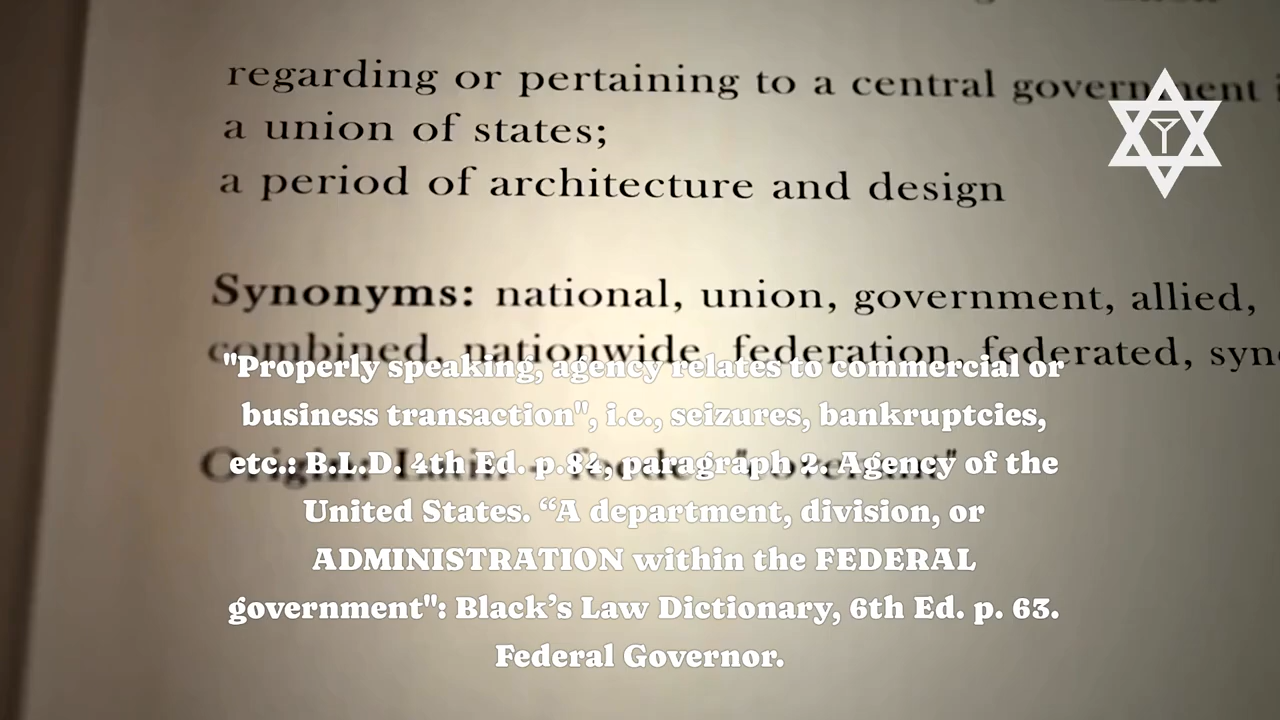 regarding or pertaining to a central government
a union of states;
a period of architecture and design
Synonyms: national, union, government, allied,
combined, nationwide, federation, federated,
"Properly speaking, agency relates to commercial or
business transaction", i.e., seizures, bankruptcies,
etc.: B.L.D. 4th Ed. p.84, paragraph 2. Agency of the
Origin: Latin
United States. “A department, division, or
ADMINISTRATION within the FEDERAL
government": Black’s Law Dictionary, 6th Ed. p. 63.
Federal Governor.